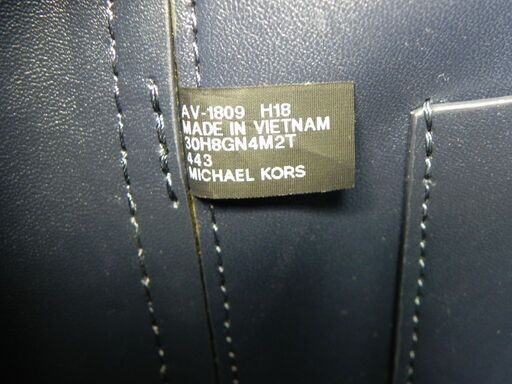 AV-1809 H18
MADE IN VIETNAM
30H8GN4M2T
443
MICHAEL KORS